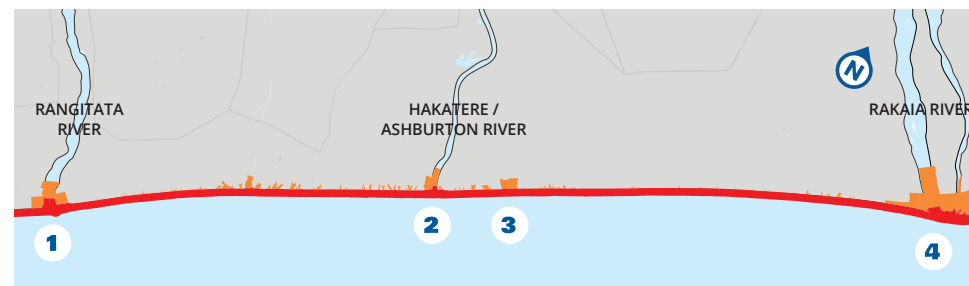 RANGITATA
RIVER
HAKATERE /
ASHBURTON RIVER
N
RAKAIA RIVER
1
2
3
4